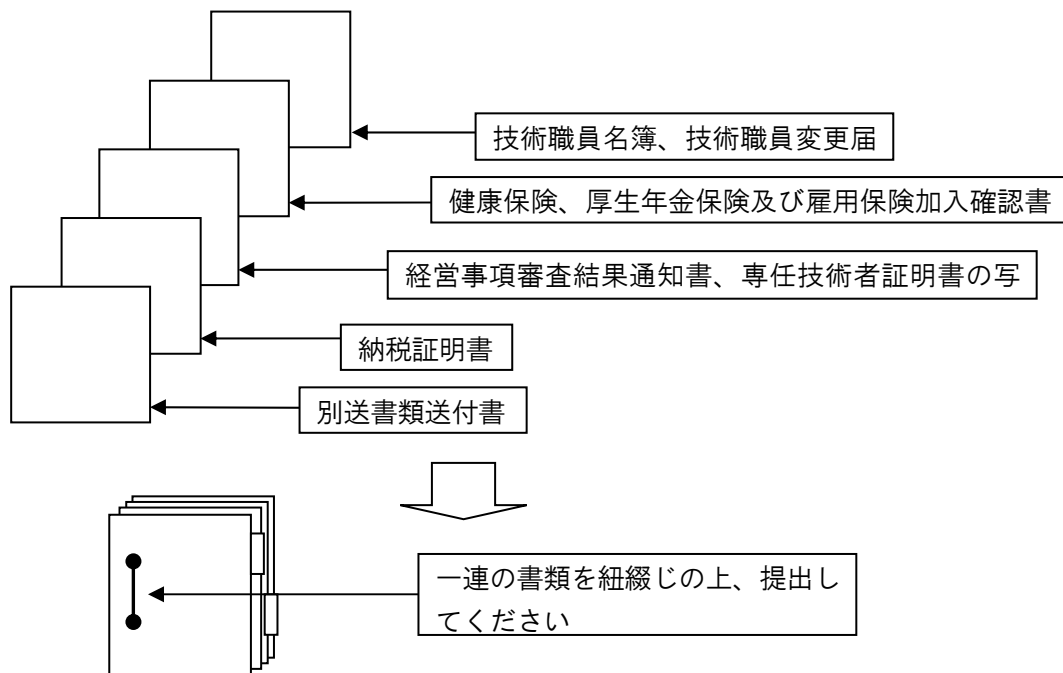 技術職員名簿、技術職員変更届
健康保険、厚生年金保険及び雇用保険加入確認書
経営事項審査結果通知書、専任技術者証明書の写
納税証明書
別送書類送付書
一連の書類を紐綴じの上、提出し
てください